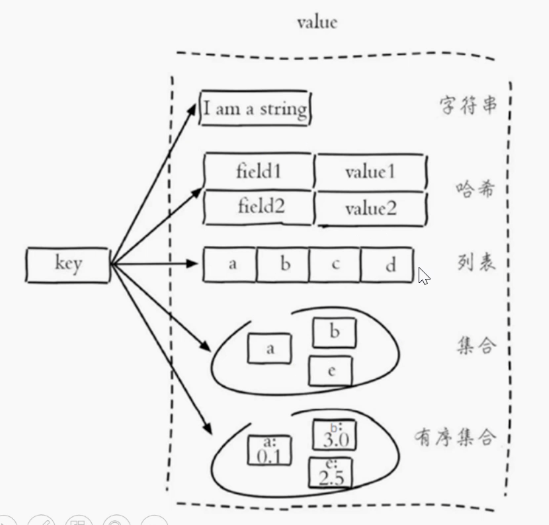 value
I am a string
字符串
field1 value1
哈希
field2 value2
key
a b c d
列表
a
b
e
集合
a:
0.1
b:
3.0
e:
2.5
有序集合